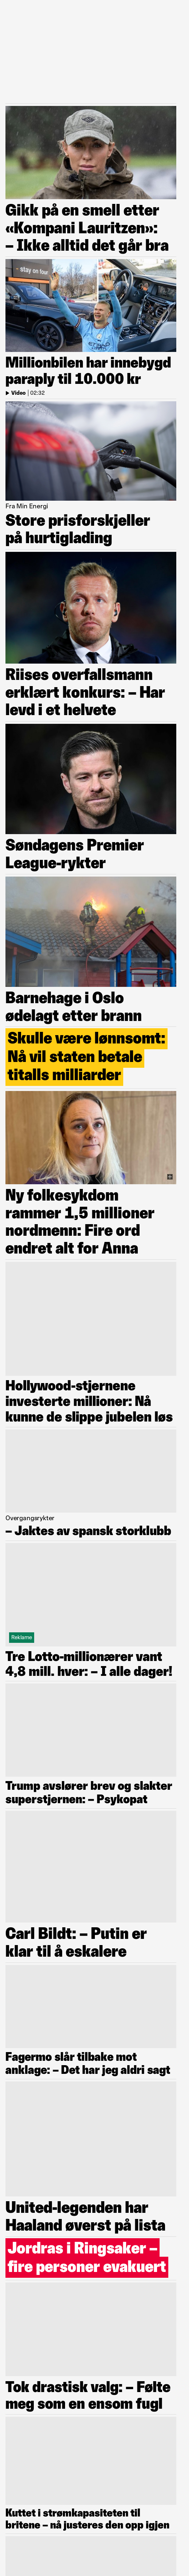 Gikk på en smell etter
«Kompani Lauritzen»:
– Ikke alltid det går bra
- stay on four
Millionbilen har innebygd
paraply til 10.000 kr
Video | 02:32
Fra Min Energi
Store prisforskjeller
på hurtiglading
Riises overfallsmann
erklært konkurs: – Har
levd i et helvete
Søndagens Premier
League-rykter
Barnehage i Oslo
ødelagt etter brann
Skulle være lønnsomt:
Nå vil staten betale
titalls milliarder
Ny folkesykdom
rammer 1,5 millioner
nordmenn: Fire ord
endret alt for Anna
Hollywood-stjernene
investerte millioner: Nå
kunne de slippe jubelen løs
Overgangsrykter
– Jaktes av spansk storklubb
Reklame
Tre Lotto-millionærer vant
4,8 mill. hver: – I alle dager!
Trump avslører brev og slakter
superstjernen: – Psykopat
Carl Bildt: – Putin er
klar til å eskalere
Fagermo slår tilbake mot
anklage: – Det har jeg aldri sagt
United-legenden har
Haaland øverst på lista
Jordras i Ringsaker –
fire personer evakuert
Tok drastisk valg: – Følte
meg som en ensom fugl
Kuttet i strømkapasiteten til
britene – nå justeres den opp igjen